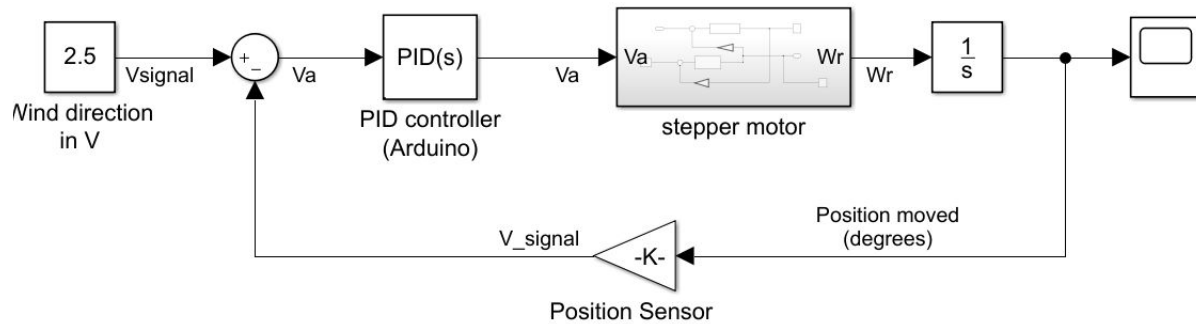 2.5
Vsignal
Wind direction
in V
+
_
Va
PID(s)
PID controller
(Arduino)
Va
Va
Wr
stepper motor
Wr
1
s
Position moved
(degrees)
-K-
V_signal
Position Sensor